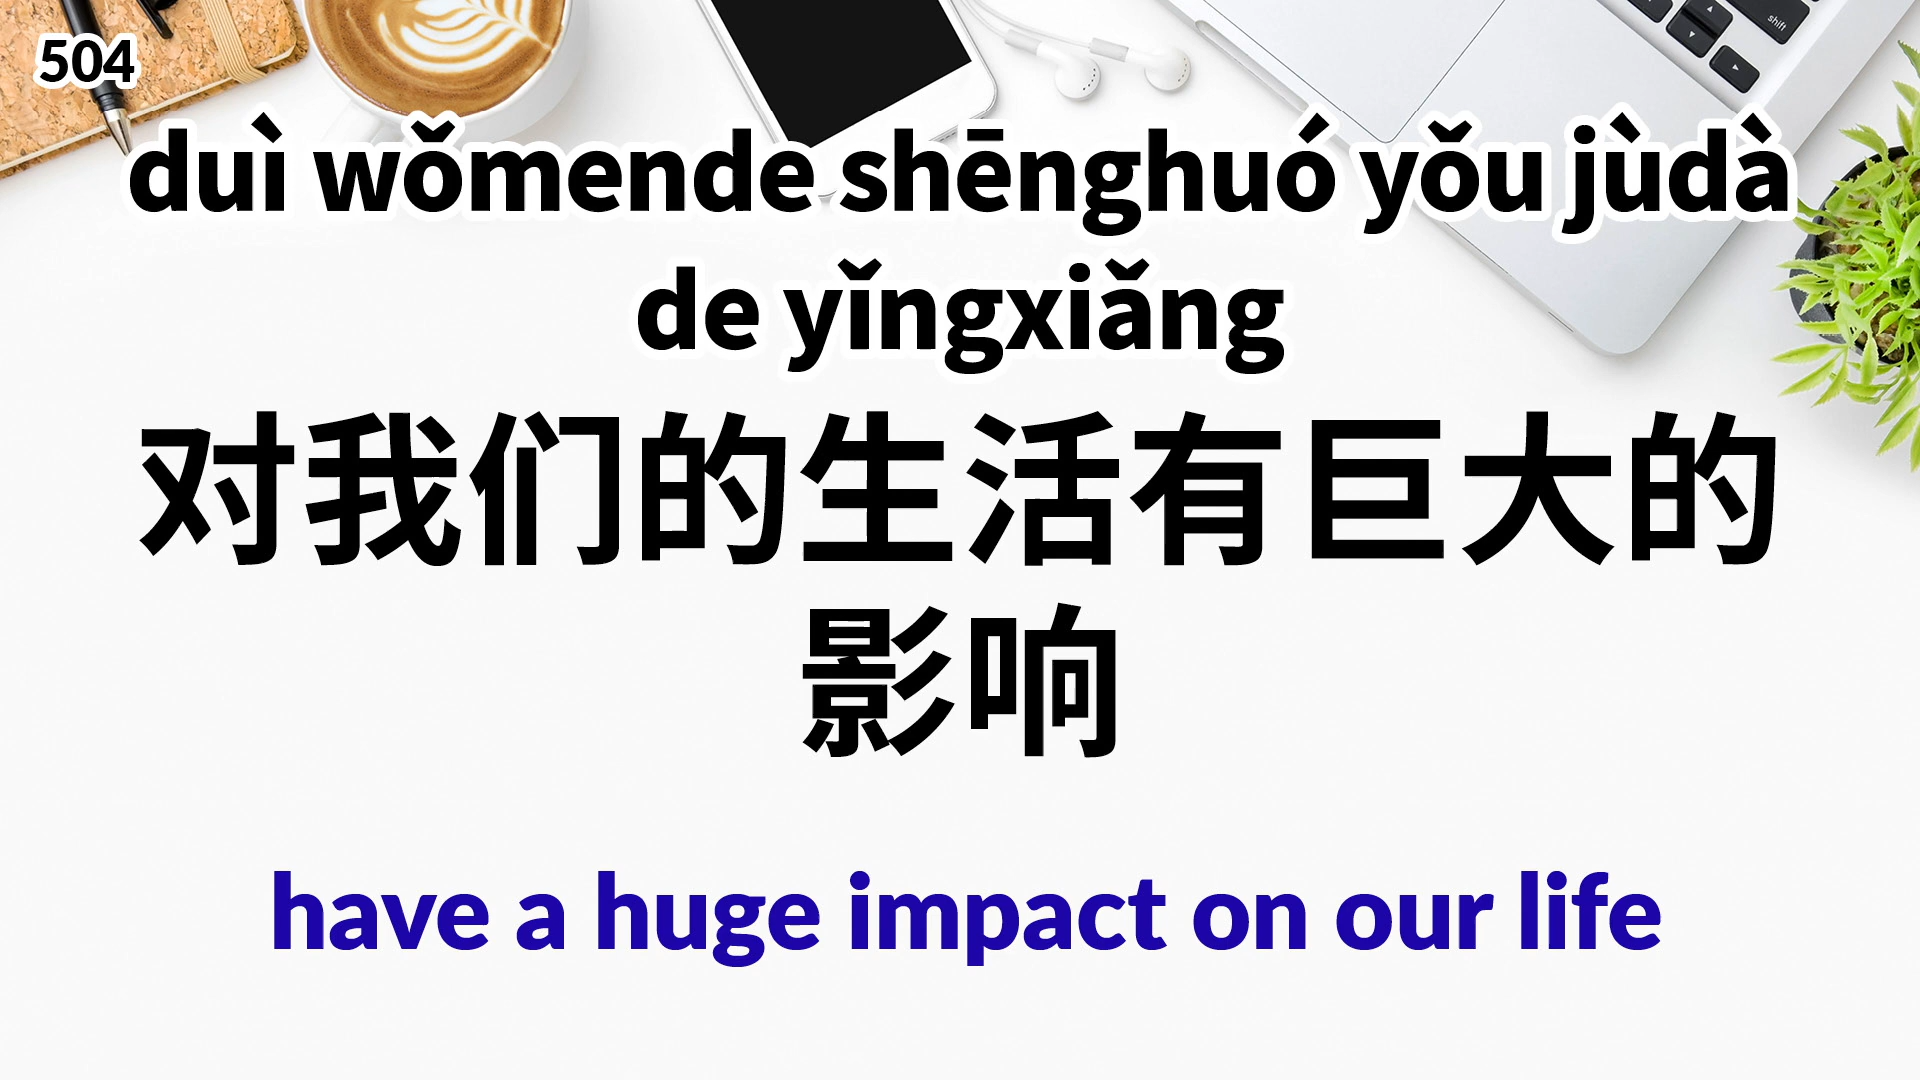 504
duì wǒmende shēnghuó yǒu jùdà
de yǐngxiǎng
对我们的生活有巨大的
影响
have a huge impact on our life
shift